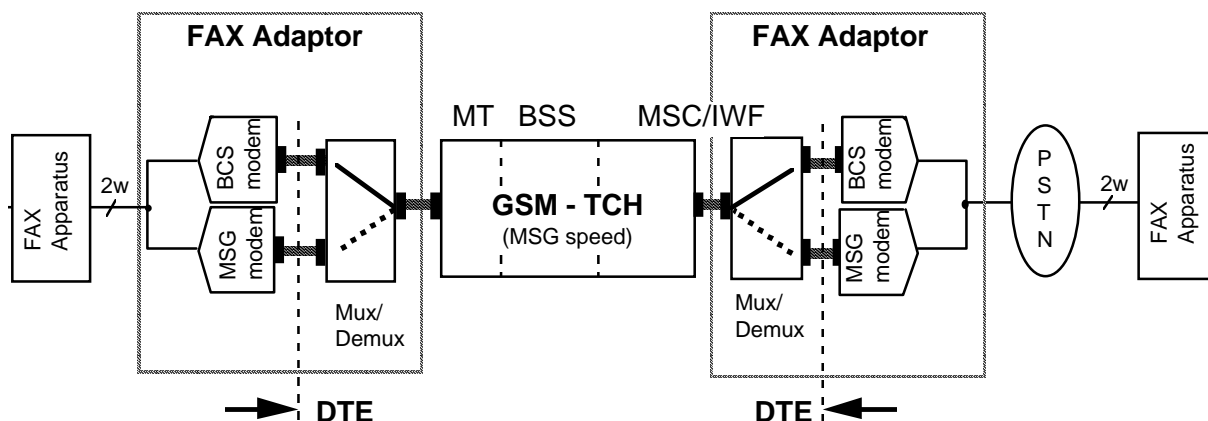 FAX Adaptor
FAX Adaptor
MT BSS MSC/IWF
FAX
Apparatus
2w
BCS
modem
MSG
modem
Mux/
Demux
GSM - TCH
(MSG speed)
Mux/
Demux
BCS
modem
MSG
modem
P
S
T
N
2w
FAX
Apparatus
DTE
DTE